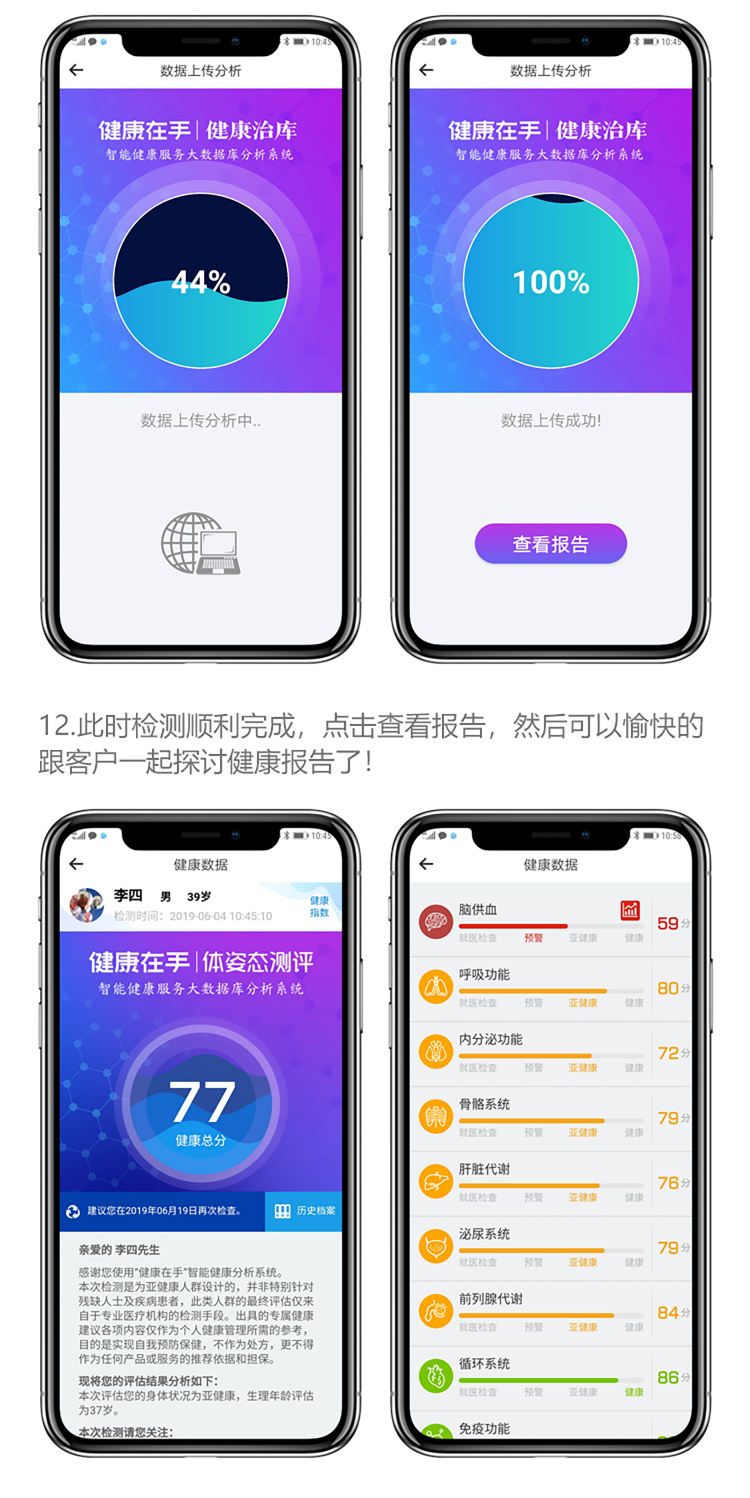 10:45
数据上传分析
健康在手|健康治库
智能健康服务大数据库分析系统
44%
数据上传分析中..
10:45
数据上传分析
健康在手|健康治库
智能健康服务大数据库分析系统
100%
数据上传成功!
查看报告
12.此时检测顺利完成，点击查看报告，然后可以愉快的
跟客户一起探讨健康报告了！
10:45
健康数据
李四 男 39岁
检测时间：2019-06-04 10:45:10
健康
指数
健康在手|体姿态测评
智能健康服务大数据库分析系统
77
健康总分
建议您在2019年06月19日再次检查。
历史档案
亲爱的 李四先生
感谢您使用“健康在手”智能健康分析系统。
本次检测是为亚健康人群设计的，并非特别针对
残缺人士及疾病患者，此类人群的最终评估仅来
自于专业医疗机构的检测手段。出具的专属健康
建议各项内容仅作为个人健康管理所需的参考，
目的是实现自我预防保健，不作为处方，更不得
作为任何产品或服务的推荐依据和担保。
现将您的评估结果分析如下：
本次评估您的身体状况为亚健康，生理年龄评估
为37岁。
本次检测请您关注：
10:58
健康数据
脑供血
就医检查 预警 亚健康 健康
59分
呼吸功能
就医检查 预警 亚健康 健康
80分
内分泌功能
就医检查 预警 亚健康 健康
72分
骨骼系统
就医检查 预警 亚健康 健康
79分
肝脏代谢
就医检查 预警 亚健康 健康
76分
泌尿系统
就医检查 预警 亚健康 健康
79分
前列腺代谢
就医检查 预警 亚健康 健康
84分
循环系统
就医检查 预警 亚健康 健康
86分
免疫功能